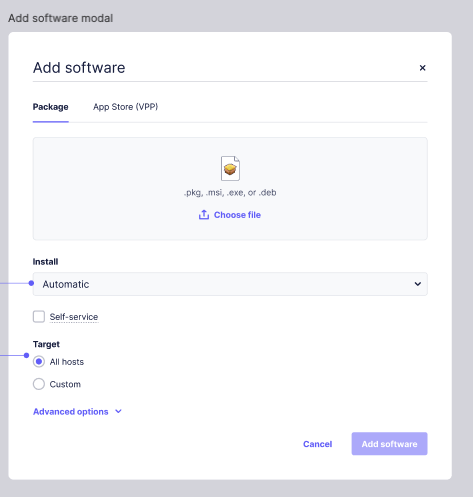 Add software modal
Add software
Package App Store (VPP)
.pkg, .msi, .exe, or .deb
Choose file
Install
Automatic
Self-service
Target
All hosts
Custom
Advanced options
Cancel Add software